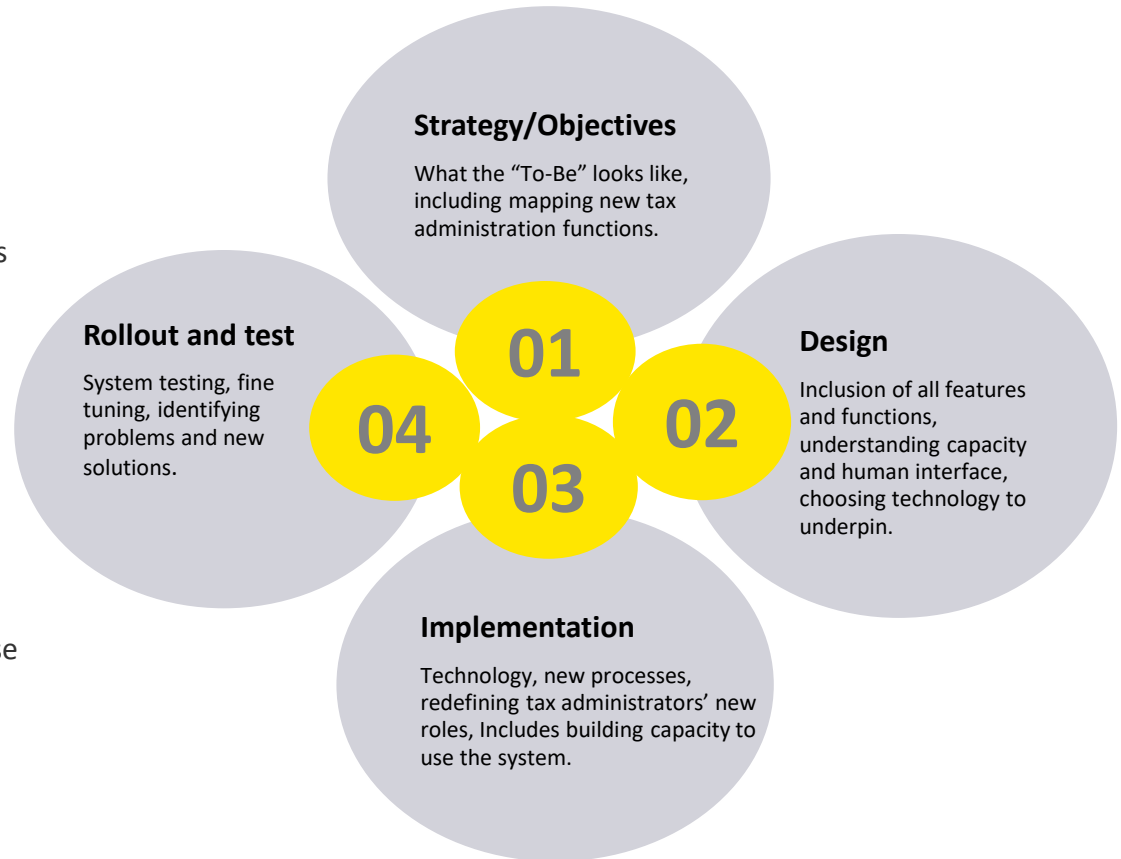 Strategy/Objectives
What the “To-Be” looks like,
including mapping new tax
administration functions.
s
Rollout and test
System testing, fine
tuning, identifying
problems and new
solutions.
01
04
02
03
Design
Inclusion of all features
and functions,
understanding capacity
and human interface,
choosing technology to
underpin.
se
Implementation
Technology, new processes,
redefining tax administrators’ new
roles, Includes building capacity to
use the system.